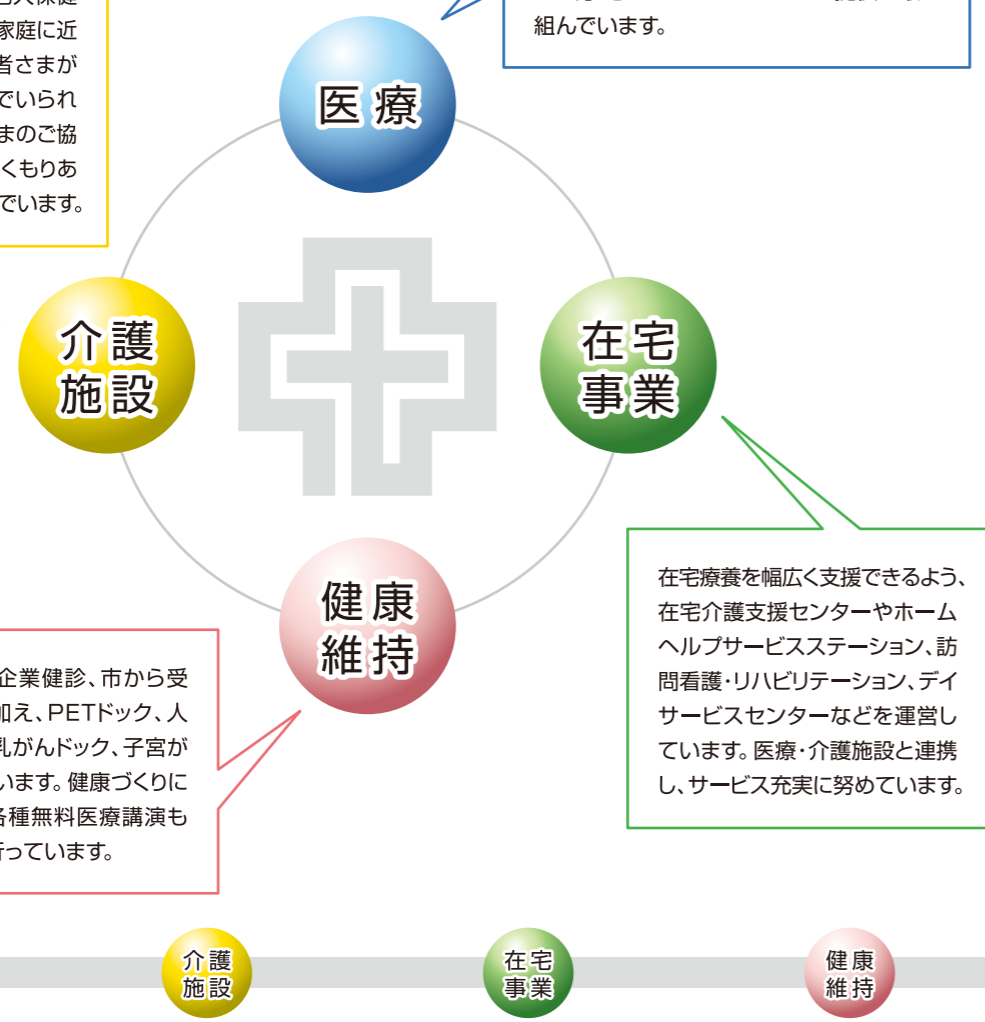 家庭に近
者さまが
でいられ
まのご協
くもりあ
でいます。
組んでいます。
医療
介護
施設
在宅
事業
健康
維持
在宅療養を幅広く支援できるよう、
在宅介護支援センターやホーム
ヘルプサービスステーション、訪
問看護・リハビリテーション、デイ
サービスセンターなどを運営し
ています。医療・介護施設と連携
し、サービス充実に努めています。
企業健診、市から受
加え、PETドック、人
乳がんドック、子宮が
います。健康づくりに
各種無料医療講演も
行っています。
介護
施設
在宅
事業
健康
維持